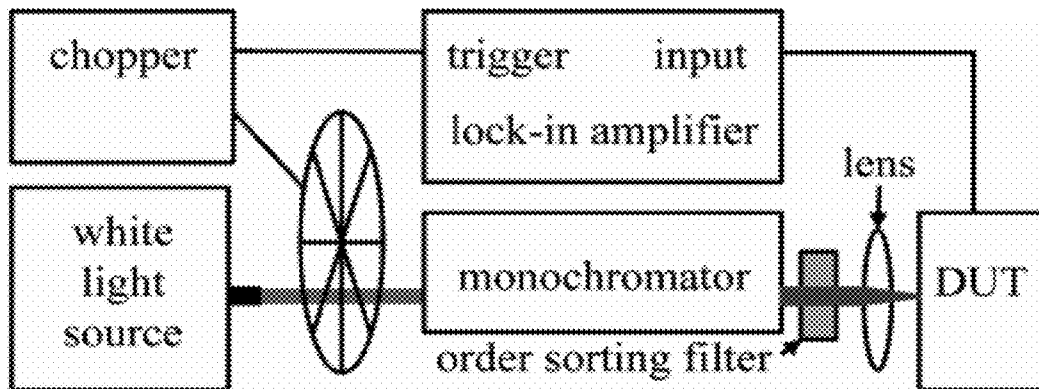 chopper
trigger input
lock-in amplifier
lens
white
light
source
monochromator
DUT
order sorting filter